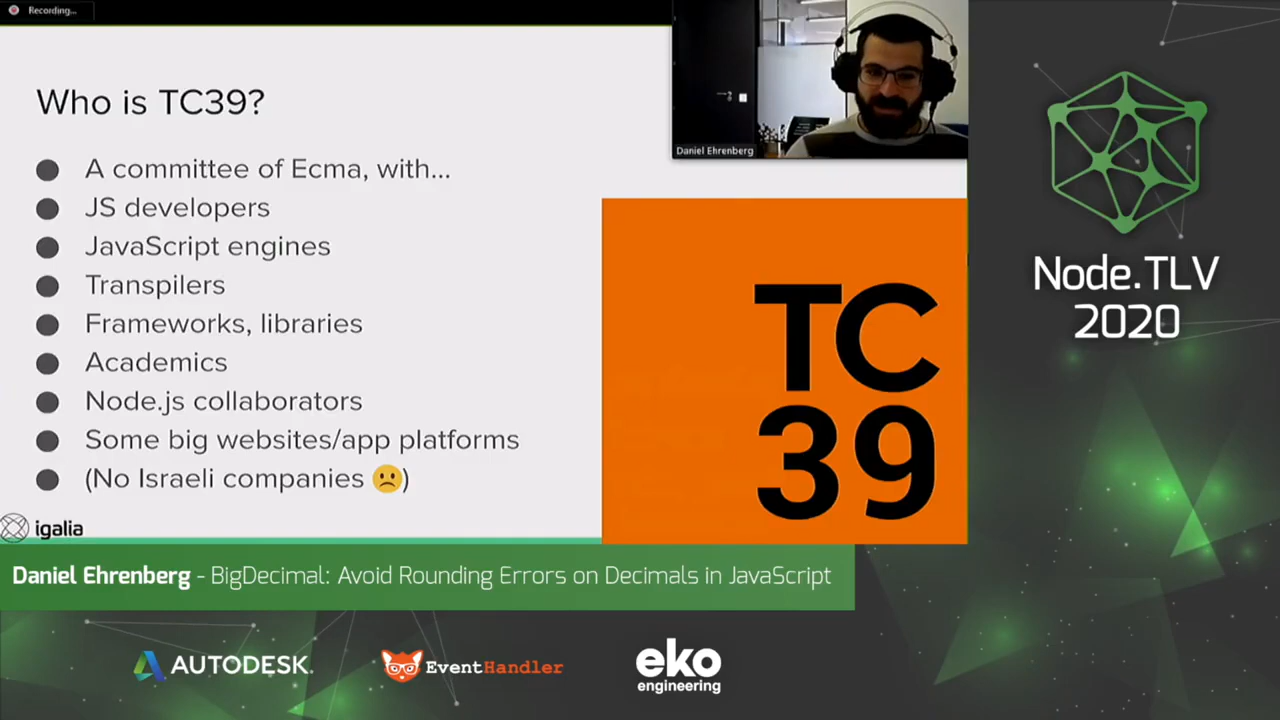 Recording...
Who is TC39?
● A committee of Ecma, with...
● JS developers
● JavaScript engines
● Transpilers
● Frameworks, libraries
● Academics
● Node.js collaborators
● Some big websites/app platforms
● (No Israeli companies 🙁)
igalia
Daniel Ehrenberg
TC
39
Node.TLV
2020
Daniel Ehrenberg - BigDecimal: Avoid Rounding Errors on Decimals in JavaScript
AUTODESK.
EventHandler
eko
engineering